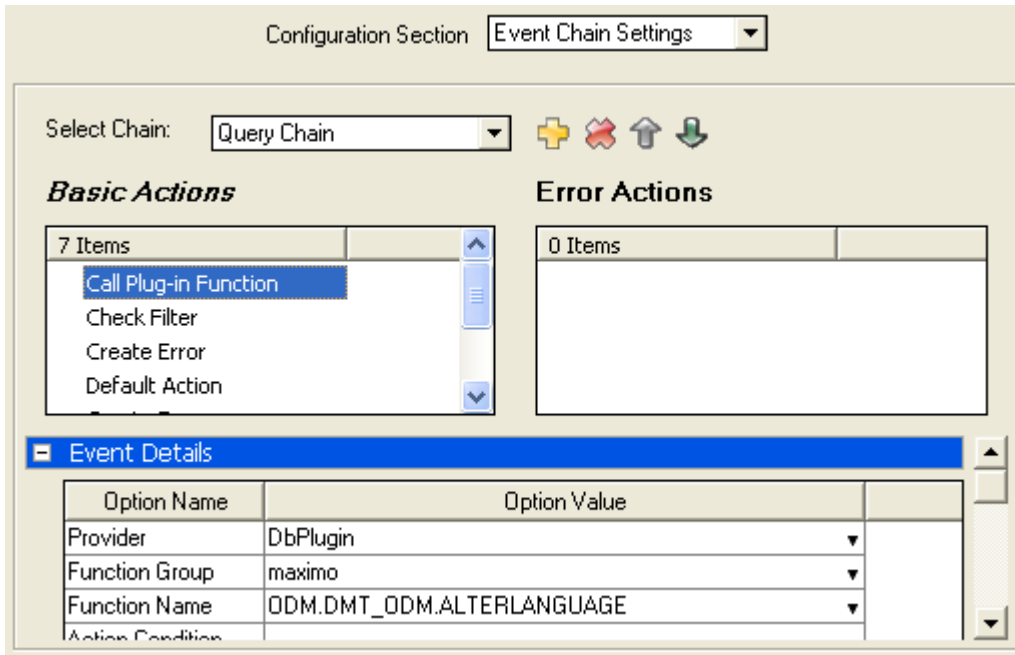 Configuration Section Event Chain Settings
Select Chain: Query Chain
Basic Actions Error Actions
7 Items 0 Items
Call Plug-in Function
Check Filter
Create Error
Default Action
Event Details
Option Name Option Value
Provider DbPlugin
Function Group maximo
Function Name ODM.DMT_ODM.ALTERLANGUAGE
Action Condition